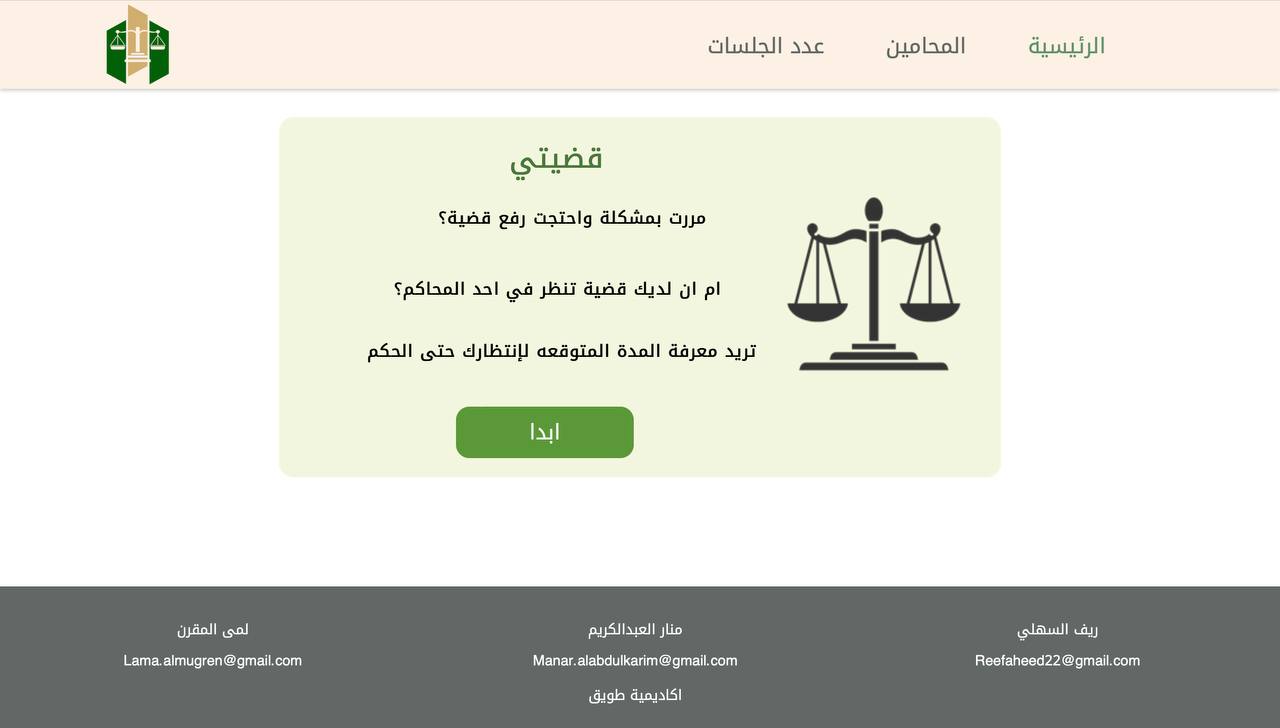 الرئيسية
المحامين
عدد الجلسات
قضيتي
مررت بمشكلة واحتجت رفع قضية؟
ام ان لديك قضية تنظر في احد المحاكم؟
تريد معرفة المدة المتوقعه لإنتظارك حتى الحكم
ابدا
ريف السهلي
Reefaheed22@gmail.com
منار العبدالكريم
Manar.alabdulkarim@gmail.com
لمى المقرن
Lama.almugren@gmail.com
اكاديمية طويق